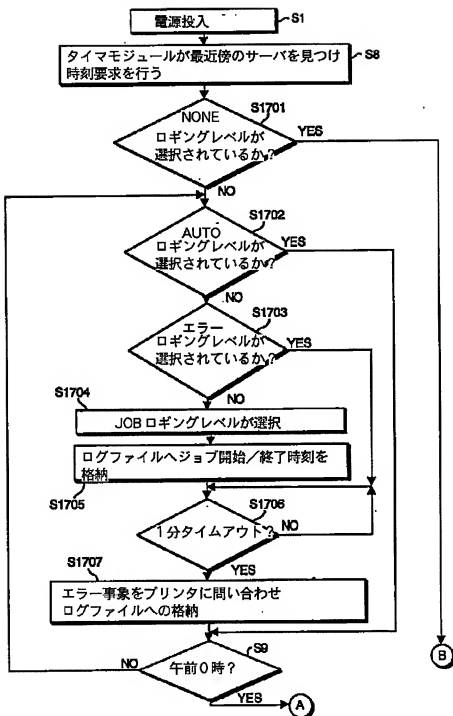 電源投入
S1
タイマモジュールが最近傍のサーバを見つけ
時刻要求を行う
S8
S1701
NONE
ロギングレベルが
選択されているか?
YES
NO
S1702
AUTO
ロギングレベルが
選択されているか?
YES
NO
S1703
エラー
ロギングレベルが
選択されているか?
YES
NO
S1704
JOBロギングレベルが選択
ログファイルへジョブ開始/終了時刻を
格納
S1705
S1706
1分タイムアウト?
NO
YES
S1707
エラー事象をプリンタに問い合わせ
ログファイルへの格納
S9
午前0時?
NO
YES
A
B